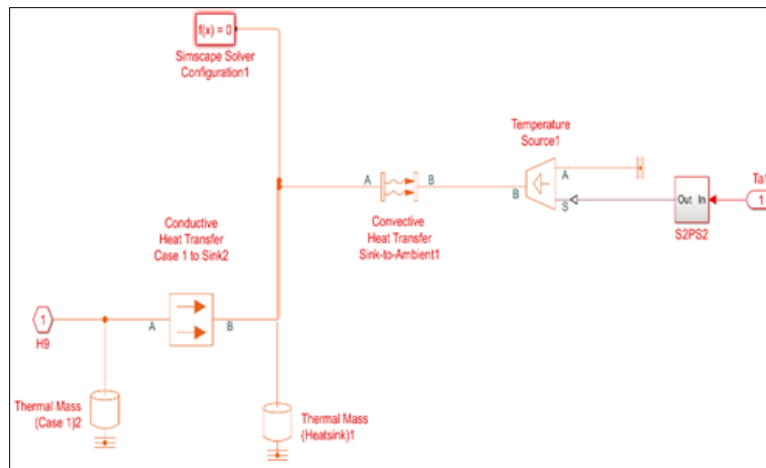 f(x) = 0
Simscape Solver
Configuration1
Temperature
Source1
A
B
B
A
S
Out In
S2PS2
1
Convective
Heat Transfer
Sink-to-Ambient1
Conductive
Heat Transfer
Case 1 to Sink2
1
H9
A
B
Thermal Mass
(Case 1)2
Thermal Mass
(Heatsink)1